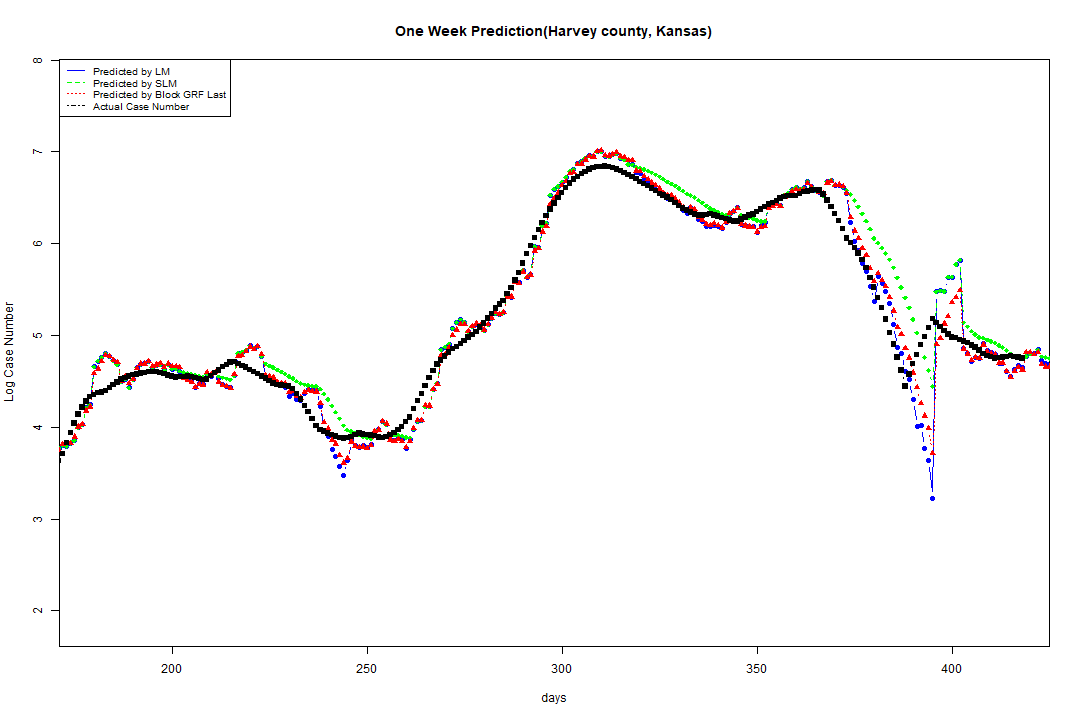 One Week Prediction(Harvey county, Kansas)
Predicted by LM
Predicted by SLM
Predicted by Block GRF Last
Actual Case Number
8
7
6
5
4
3
2
Log Case Number
200 250 300 350 400
days